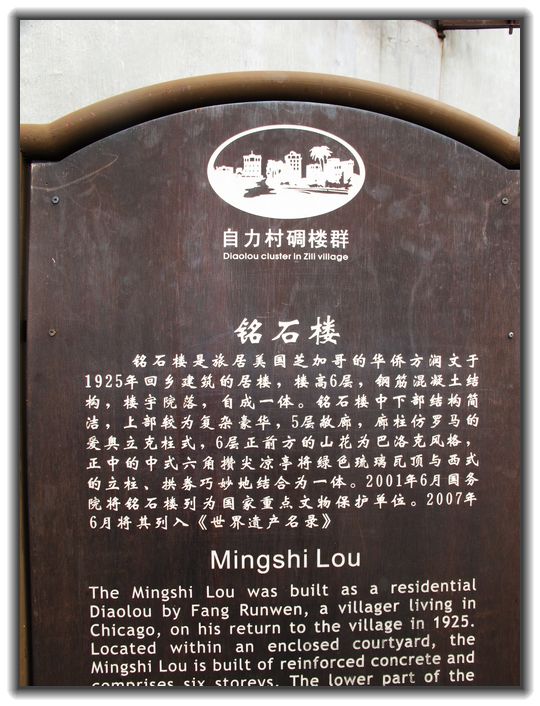 自力村碉楼群
Diaolou cluster in Zili village
铭石楼
铭石楼是旅居美国芝加哥的华侨方润文于
1925年回乡建筑的居楼，楼高6层，钢筋混凝土结
构，楼宇院落，自成一体。铭石楼中下部结构简
洁，上部较为复杂豪华，5层敞廊，廊柱仿罗马的
爱奥立克柱式，6层正前方的山花为巴洛克风格，
正中的中式六角攒尖凉亭将绿色琉璃瓦顶与西式
的立柱、拱券巧妙地结合为一体。2001年6月国务
院将铭石楼列为国家重点文物保护单位。2007年
6月将其列入《世界遗产名录》
Mingshi Lou
The Mingshi Lou was built as a residential
Diaolou by Fang Runwen, a villager living in
Chicago, on his return to the village in 1925.
Located within an enclosed courtyard, the
Mingshi Lou is built of reinforced concrete and
comprises six storeys. The lower part of the